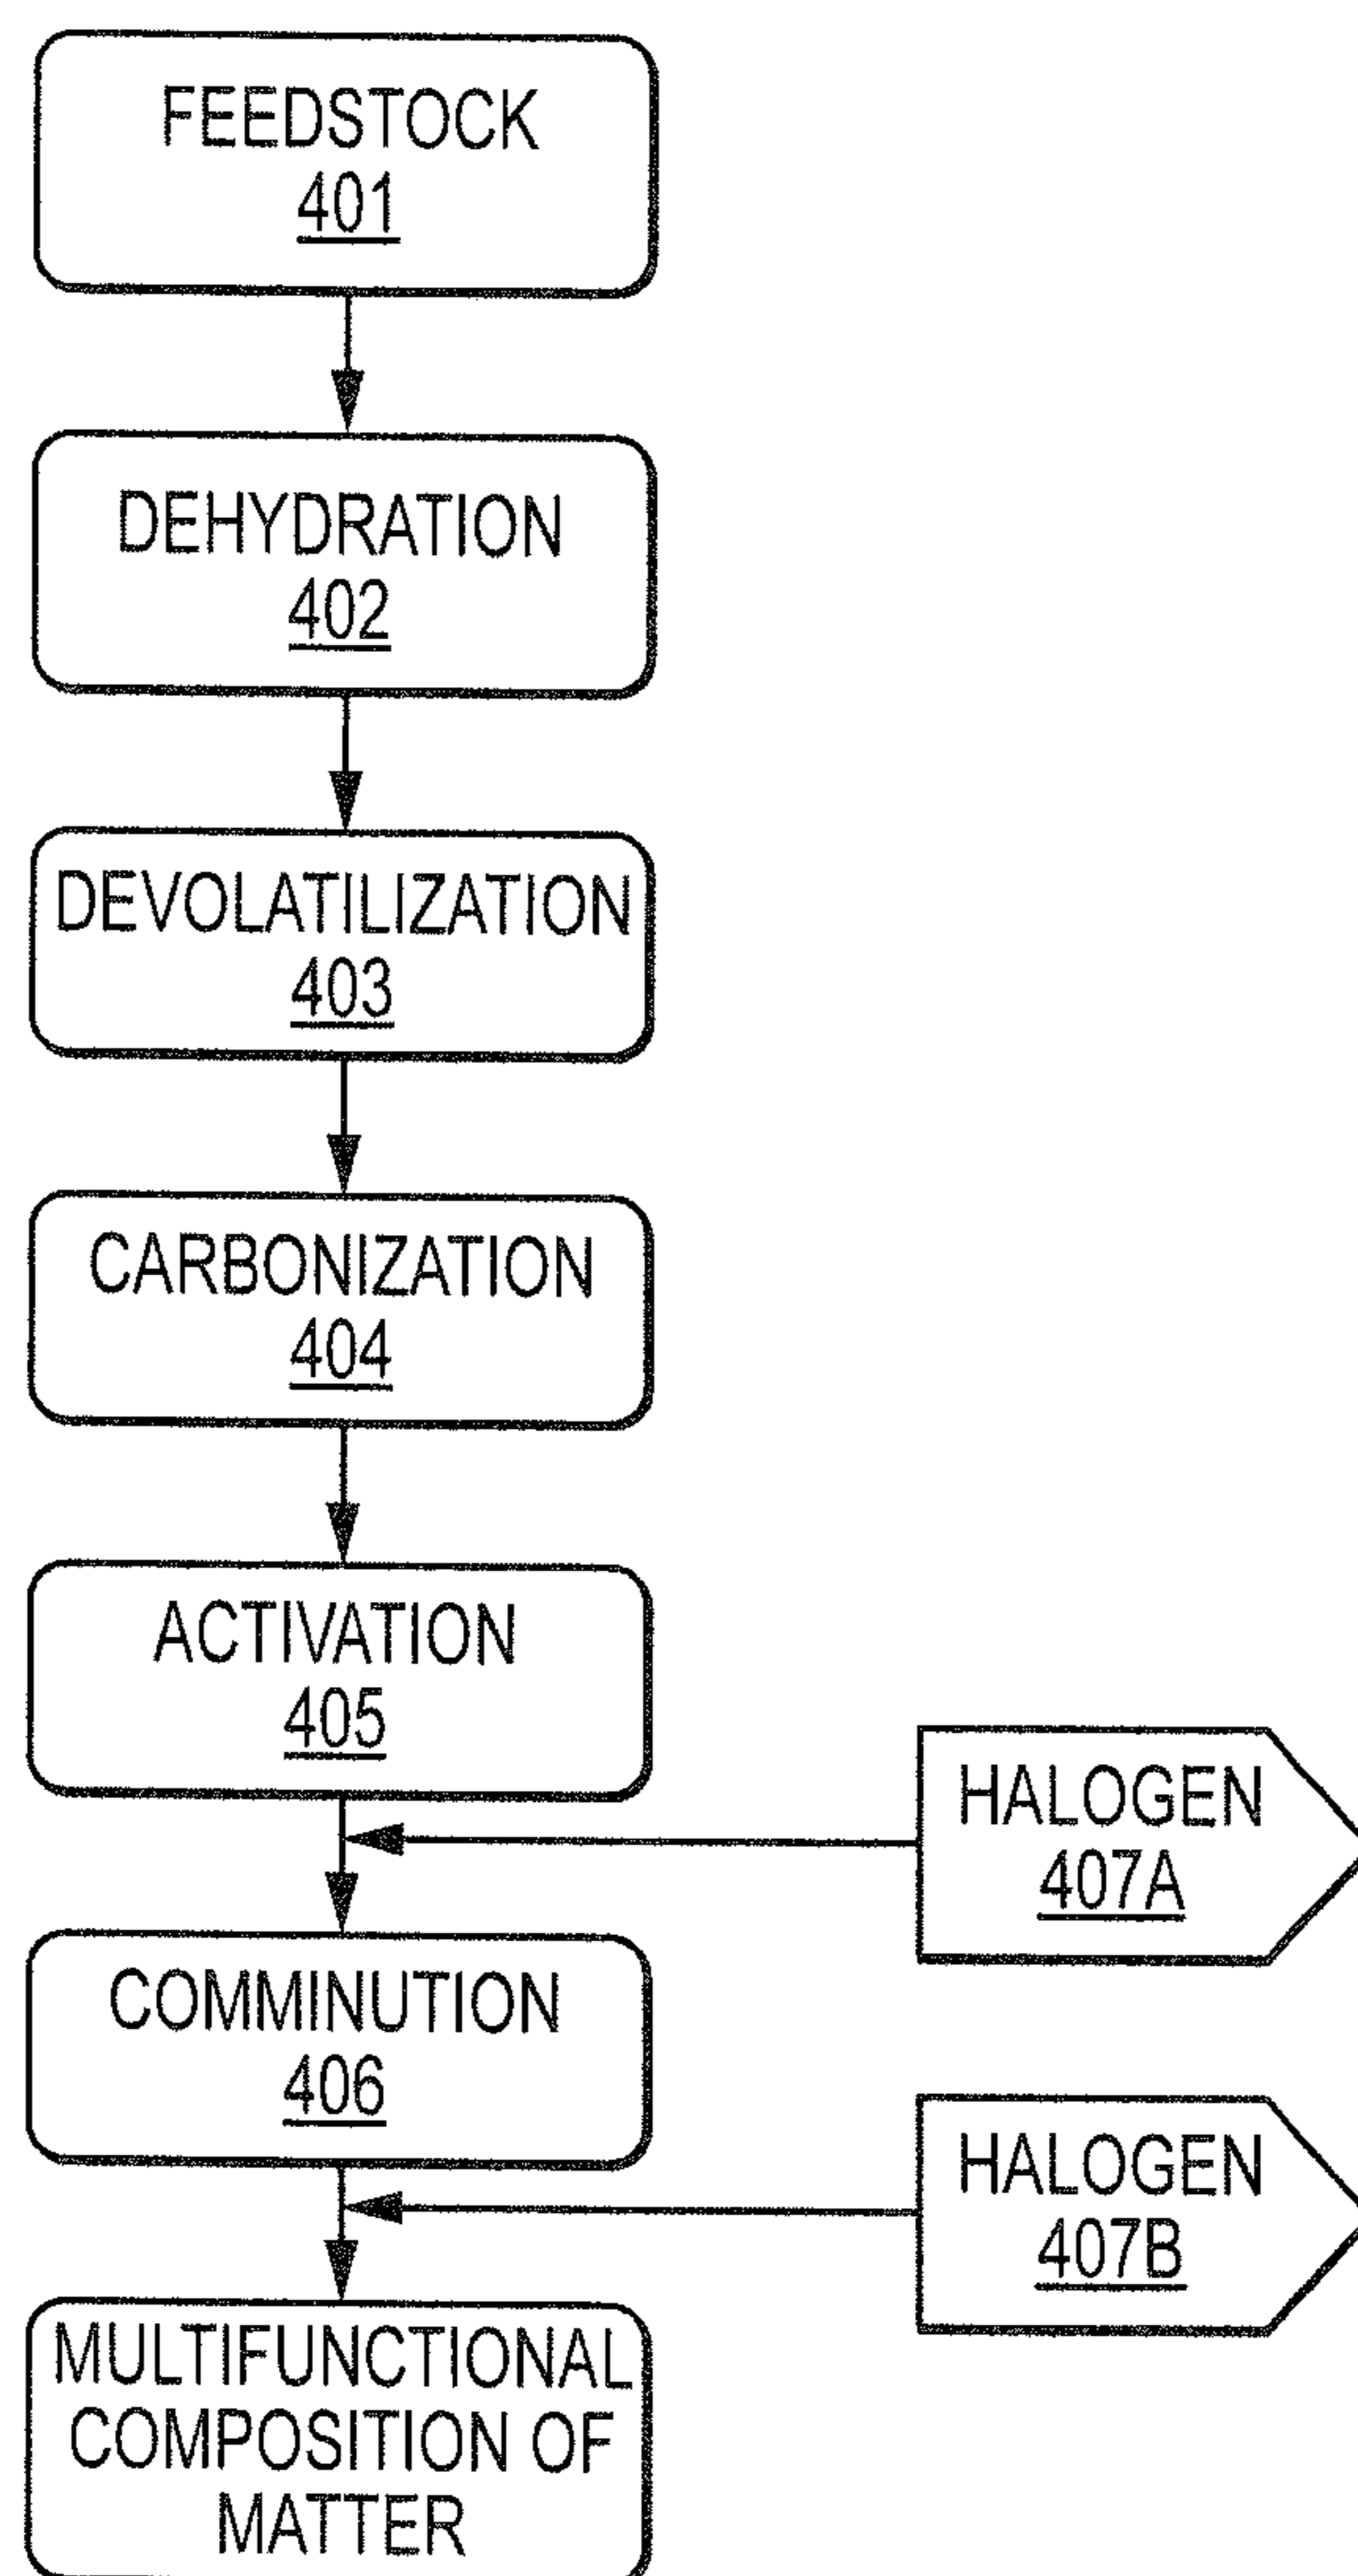 FEEDSTOCK
401
DEHYDRATION
402
DEVOLATILIZATION
403
CARBONIZATION
404
ACTIVATION
405
HALOGEN
407A
COMMINUTION
406
HALOGEN
407B
MULTIFUNCTIONAL
COMPOSITION OF
MATTER